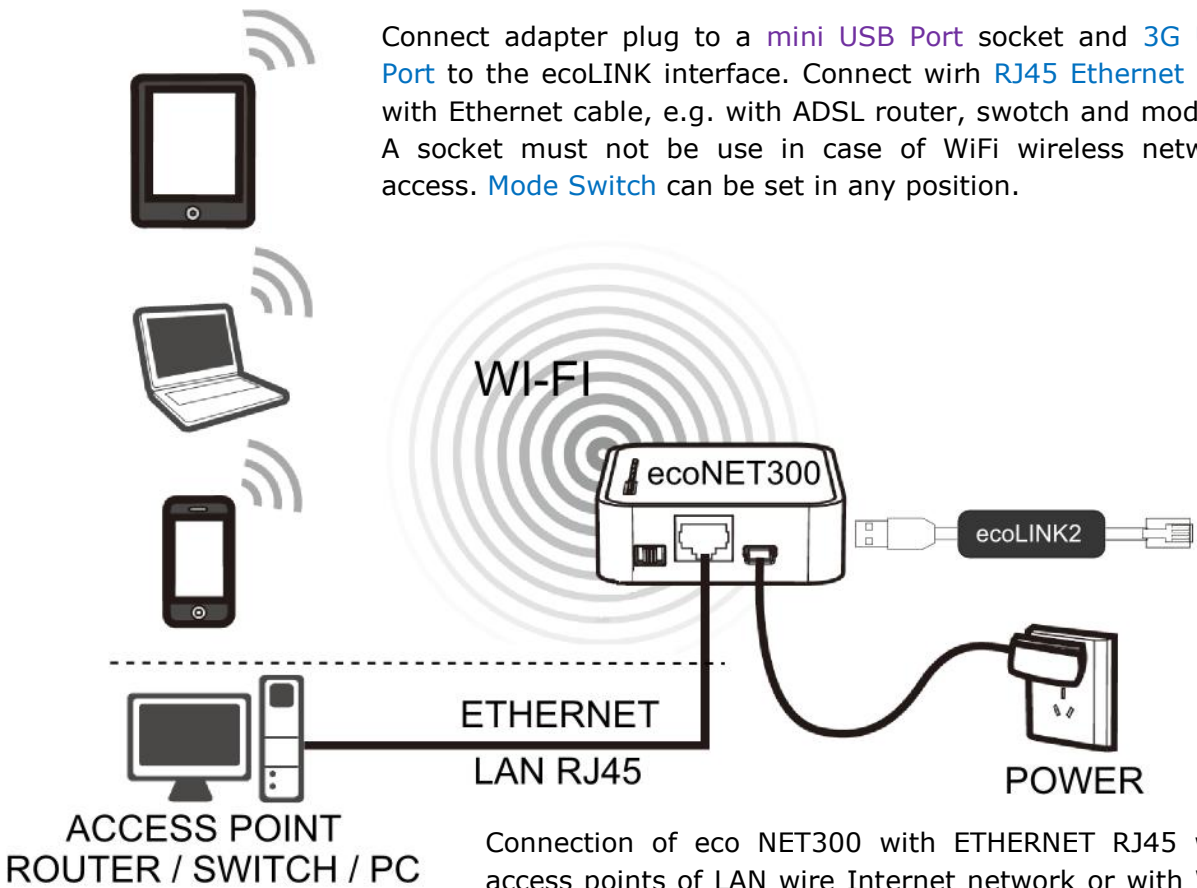 Connect adapter plug to a mini USB Port socket and 3G
Port to the ecoLINK interface. Connect wirh RJ45 Ethernet
with Ethernet cable, e.g. with ADSL router, swotch and
A socket must not be use in case of WiFi wireless
access. Mode Switch can be set in any position.
WI-FI
ecoNET300
ecoLINK2
ETHERNET
LAN RJ45
POWER
ACCESS POINT
ROUTER / SWITCH / PC
Connection of eco NET300 with ETHERNET RJ45
access points of LAN wire Internet network or with